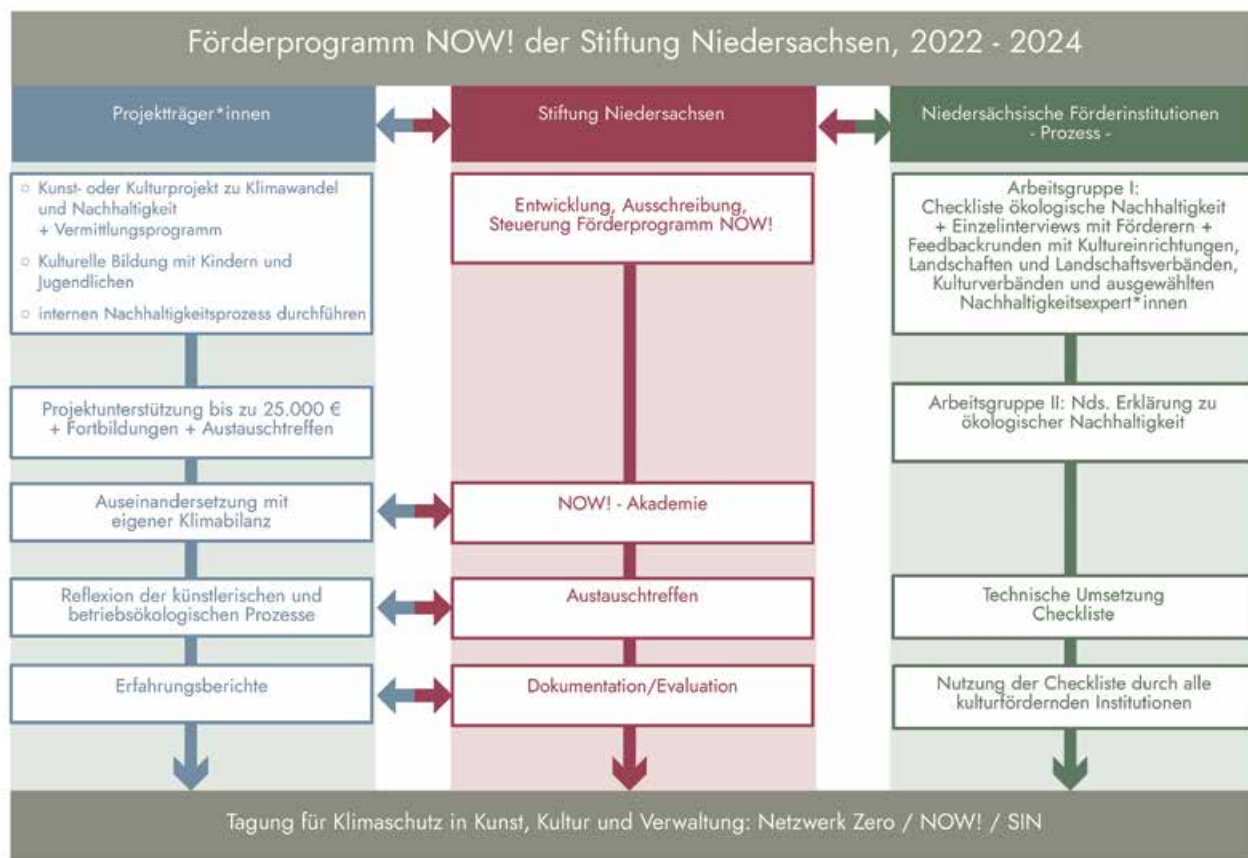 Förderprogramm NOW! der Stiftung Niedersachsen, 2022 - 2024
Projektträger*innen
○ Kunst- oder Kulturprojekt zu Klimawandel
und Nachhaltigkeit
+ Vermittlungsprogramm
○ Kulturelle Bildung mit Kindern und
Jugendlichen
○ internen Nachhaltigkeitsprozess durchführen
Projektunterstützung bis zu 25.000 €
+ Fortbildungen + Austauschtreffen
Auseinandersetzung mit
eigener Klimabilanz
Reflexion der künstlerischen und
betriebsökologischen Prozesse
Erfahrungsberichte
Stiftung Niedersachsen
Entwicklung, Ausschreibung,
Steuerung Förderprogramm NOW!
NOW! - Akademie
Austauschtreffen
Dokumentation/Evaluation
Niedersächsische Förderinstitutionen
- Prozess -
Arbeitsgruppe I:
Checkliste ökologische Nachhaltigkeit
+ Einzelinterviews mit Förderern +
Feedbackrunden mit Kultureinrichtungen,
Landschaften und Landschaftsverbänden,
Kulturverbänden und ausgewählten
Nachhaltigkeitsexpert*innen
Arbeitsgruppe II: Nds. Erklärung zu
ökologischer Nachhaltigkeit
Technische Umsetzung
Checkliste
Nutzung der Checkliste durch alle
kulturfördernden Institutionen
Tagung für Klimaschutz in Kunst, Kultur und Verwaltung: Netzwerk Zero / NOW! / SIN